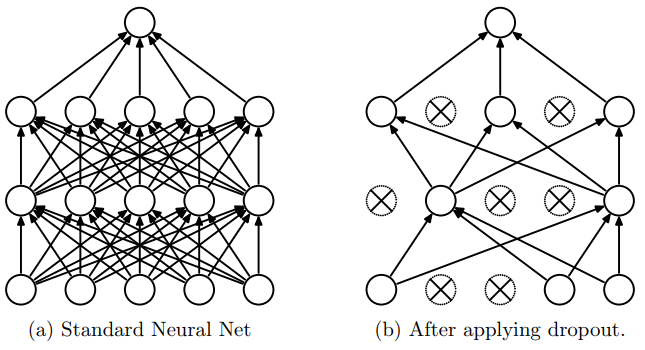 (a) Standard Neural Net
(b) After applying dropout.